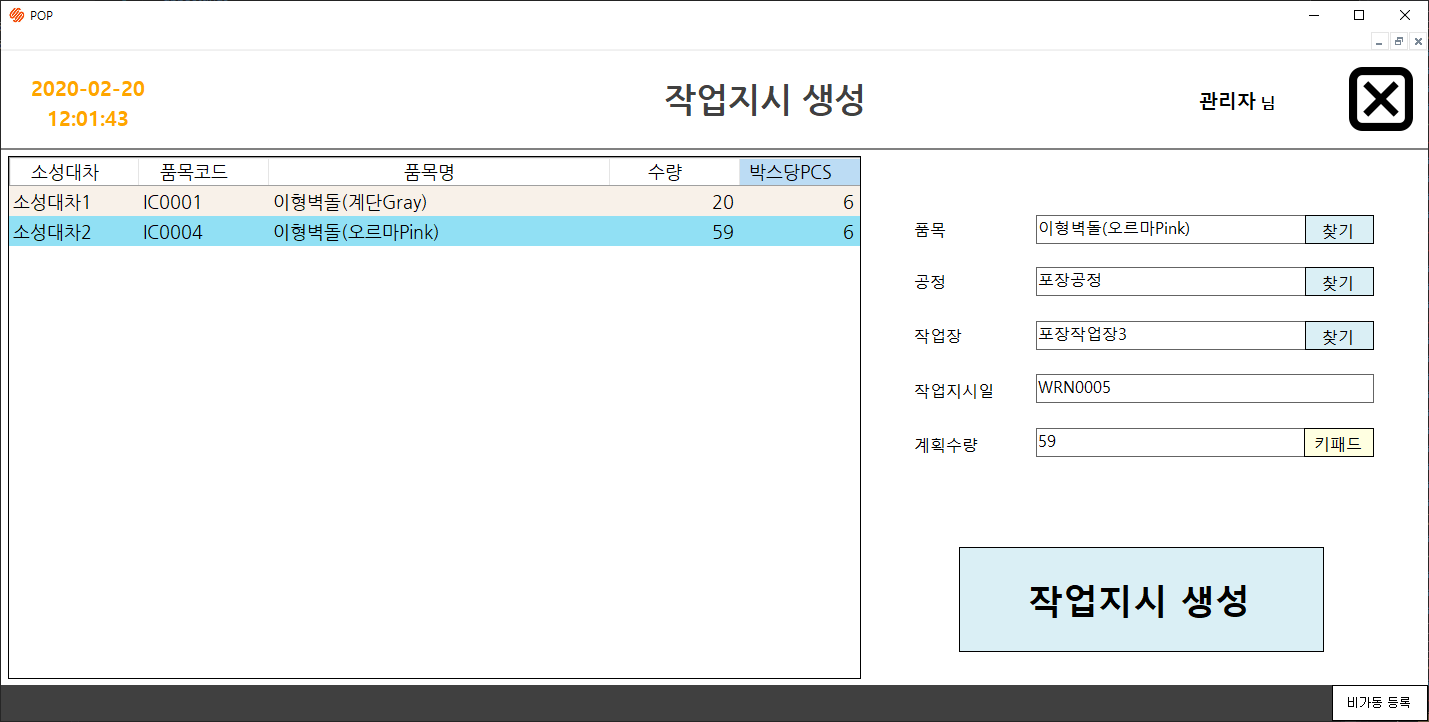 POP
2020-02-20
12:01:43
작업지시 생성
관리자 님
소성대차 품목코드 품목명 수량 박스당PCS
소성대차1 IC0001 이형벽돌(계단Gray) 20 6
소성대차2 IC0004 이형벽돌(오르마Pink) 59 6
품목 이형벽돌(오르마Pink) 찾기
공정 포장공정 찾기
작업장 포장작업장3 찾기
작업지시일 WRN0005
계획수량 59 키패드
작업지시 생성
비가동 등록